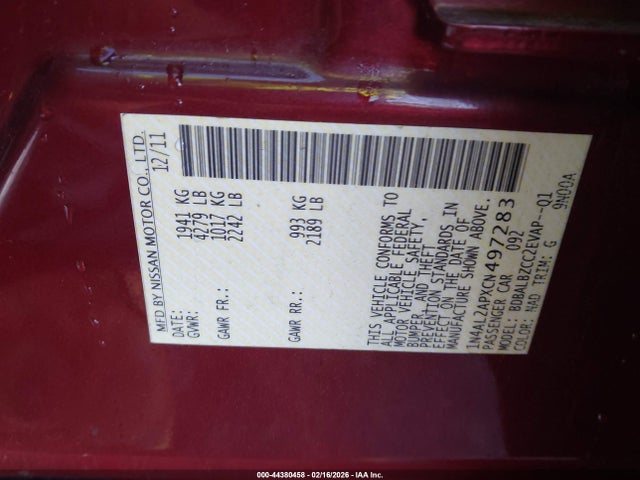 MFD BY NISSAN MOTOR CO., LTD.
DATE: 12/11
GVWR: 1941 KG
4279 LB
GAWR FR: 1017 KG
2242 LB
GAWR RR: 993 KG
2189 LB
THIS VEHICLE CONFORMS TO
ALL APPLICABLE FEDERAL
MOTOR VEHICLE SAFETY,
BUMPER, AND THEFT
PREVENTION STANDARDS IN
EFFECT ON THE DATE OF
MANUFACTURE SHOWN ABOVE.
1N4AL2APXCN497283
PASSENGER CAR 092
MODEL: BDBALBZCC2EVAP--Q1
COLOR: NAD TRIM: G 9N00A
000-44380458 - 02/16/2026 - IAA Inc.